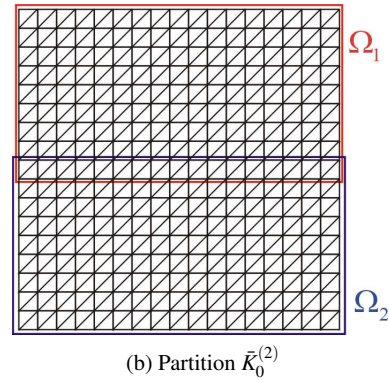 Ω₁
Ω₂
(b) Partition K̄₀⁽²⁾